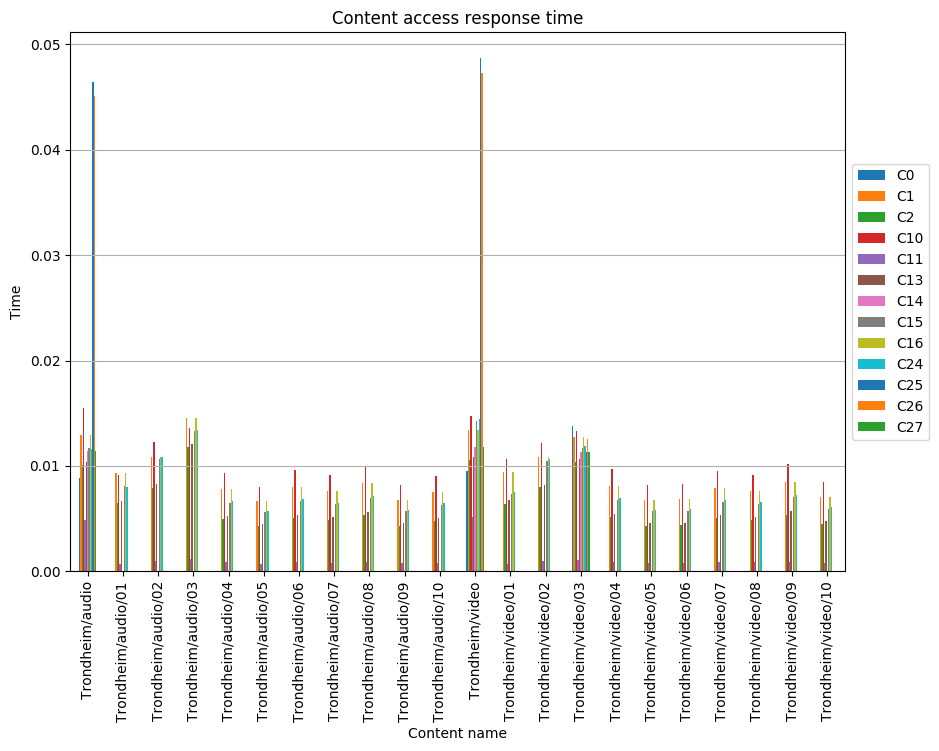 Content access response time
0.05
0.04
0.03
0.02
0.01
0.00
Time
Trondheim/audio
Trondheim/audio/01
Trondheim/audio/02
Trondheim/audio/03
Trondheim/audio/04
Trondheim/audio/05
Trondheim/audio/06
Trondheim/audio/07
Trondheim/audio/08
Trondheim/audio/09
Trondheim/audio/10
Trondheim/video
Trondheim/video/01
Trondheim/video/02
Trondheim/video/03
Trondheim/video/04
Trondheim/video/05
Trondheim/video/06
Trondheim/video/07
Trondheim/video/08
Trondheim/video/09
Trondheim/video/10
Content name
C0
C1
C2
C10
C11
C13
C14
C15
C16
C24
C25
C26
C27